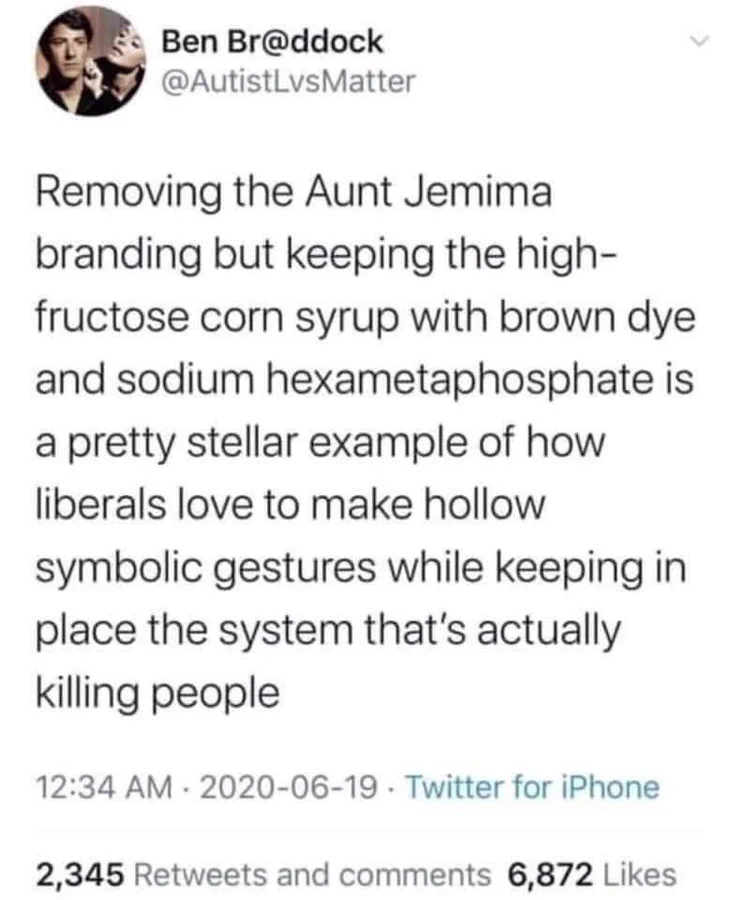 Ben Br@ddock
@AutistLvsMatter
Removing the Aunt Jemima
branding but keeping the high-
fructose corn syrup with brown dye
and sodium hexametaphosphate is
a pretty stellar example of how
liberals love to make hollow
symbolic gestures while keeping in
place the system that's actually
killing people
12:34 AM · 2020-06-19 · Twitter for iPhone
2,345 Retweets and comments 6,872 Likes